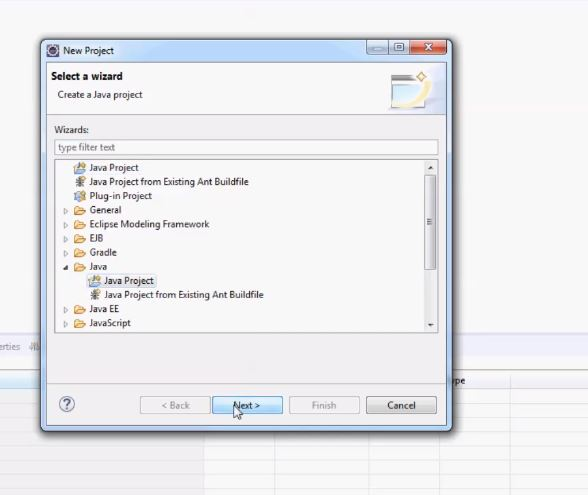 New Project
Select a wizard
Create a Java project
Wizards:
type filter text
Java Project
Java Project from Existing Ant Buildfile
Plug-in Project
General
Eclipse Modeling Framework
EJB
Gradle
Java
Java Project
Java Project from Existing Ant Buildfile
Java EE
JavaScript
erties
ype
? < Back Next > Finish Cancel